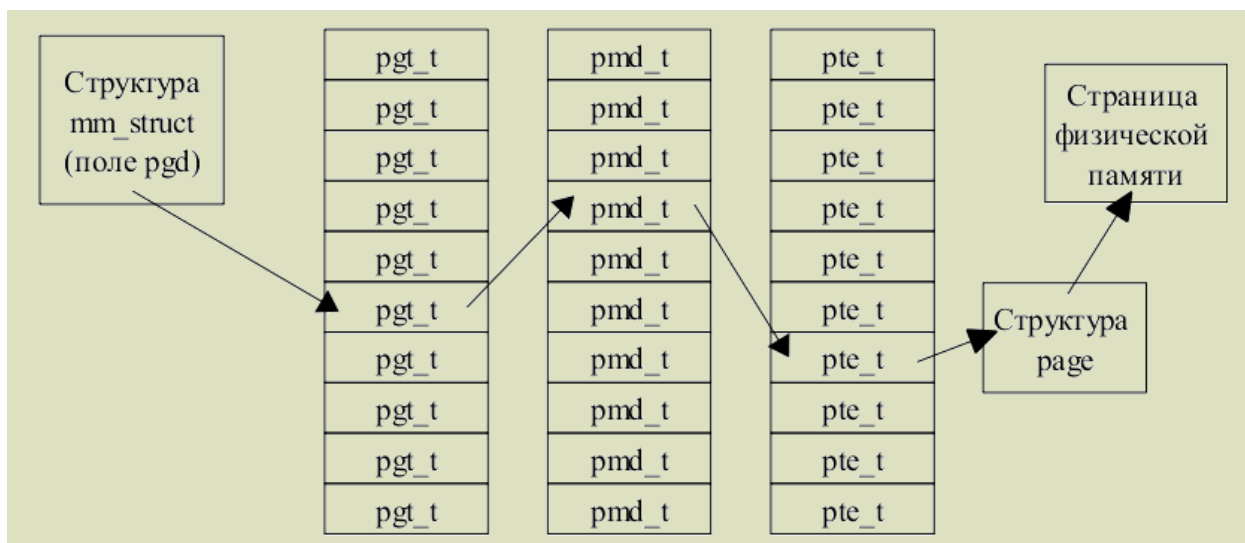 Структура
mm_struct
(поле pgd)
pgt_t
pgt_t
pgt_t
pgt_t
pgt_t
pgt_t
pgt_t
pgt_t
pgt_t
pgt_t
pmd_t
pmd_t
pmd_t
pmd_t
pmd_t
pmd_t
pmd_t
pmd_t
pmd_t
pmd_t
pte_t
pte_t
pte_t
pte_t
pte_t
pte_t
pte_t
pte_t
pte_t
pte_t
Страница
физической
памяти
Структура
page